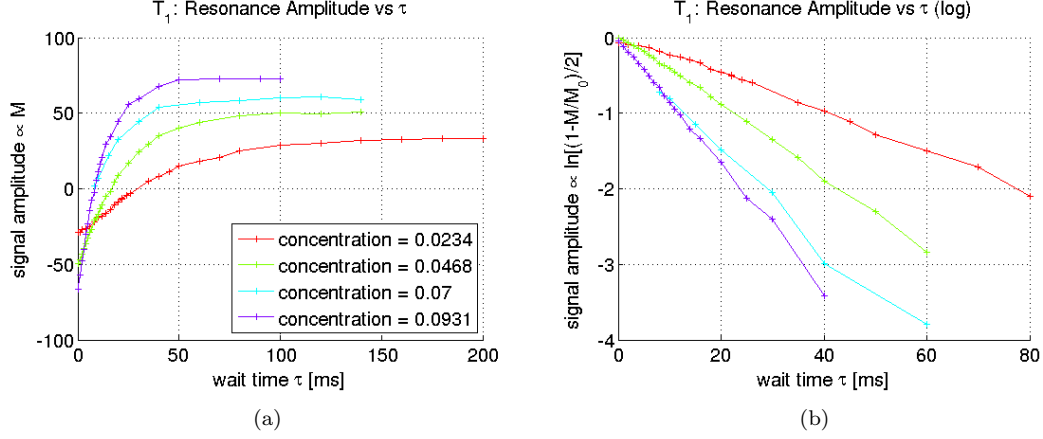 T₁: Resonance Amplitude vs τ
signal amplitude ∝ M
100
50
0
-50
-100
concentration = 0.0234
concentration = 0.0468
concentration = 0.07
concentration = 0.0931
0 50 100 150 200
wait time τ [ms]
(a)
T₁: Resonance Amplitude vs τ (log)
signal amplitude ∝ ln[(1-M/M₀)/2]
0
-1
-2
-3
-4
0 20 40 60 80
wait time τ [ms]
(b)